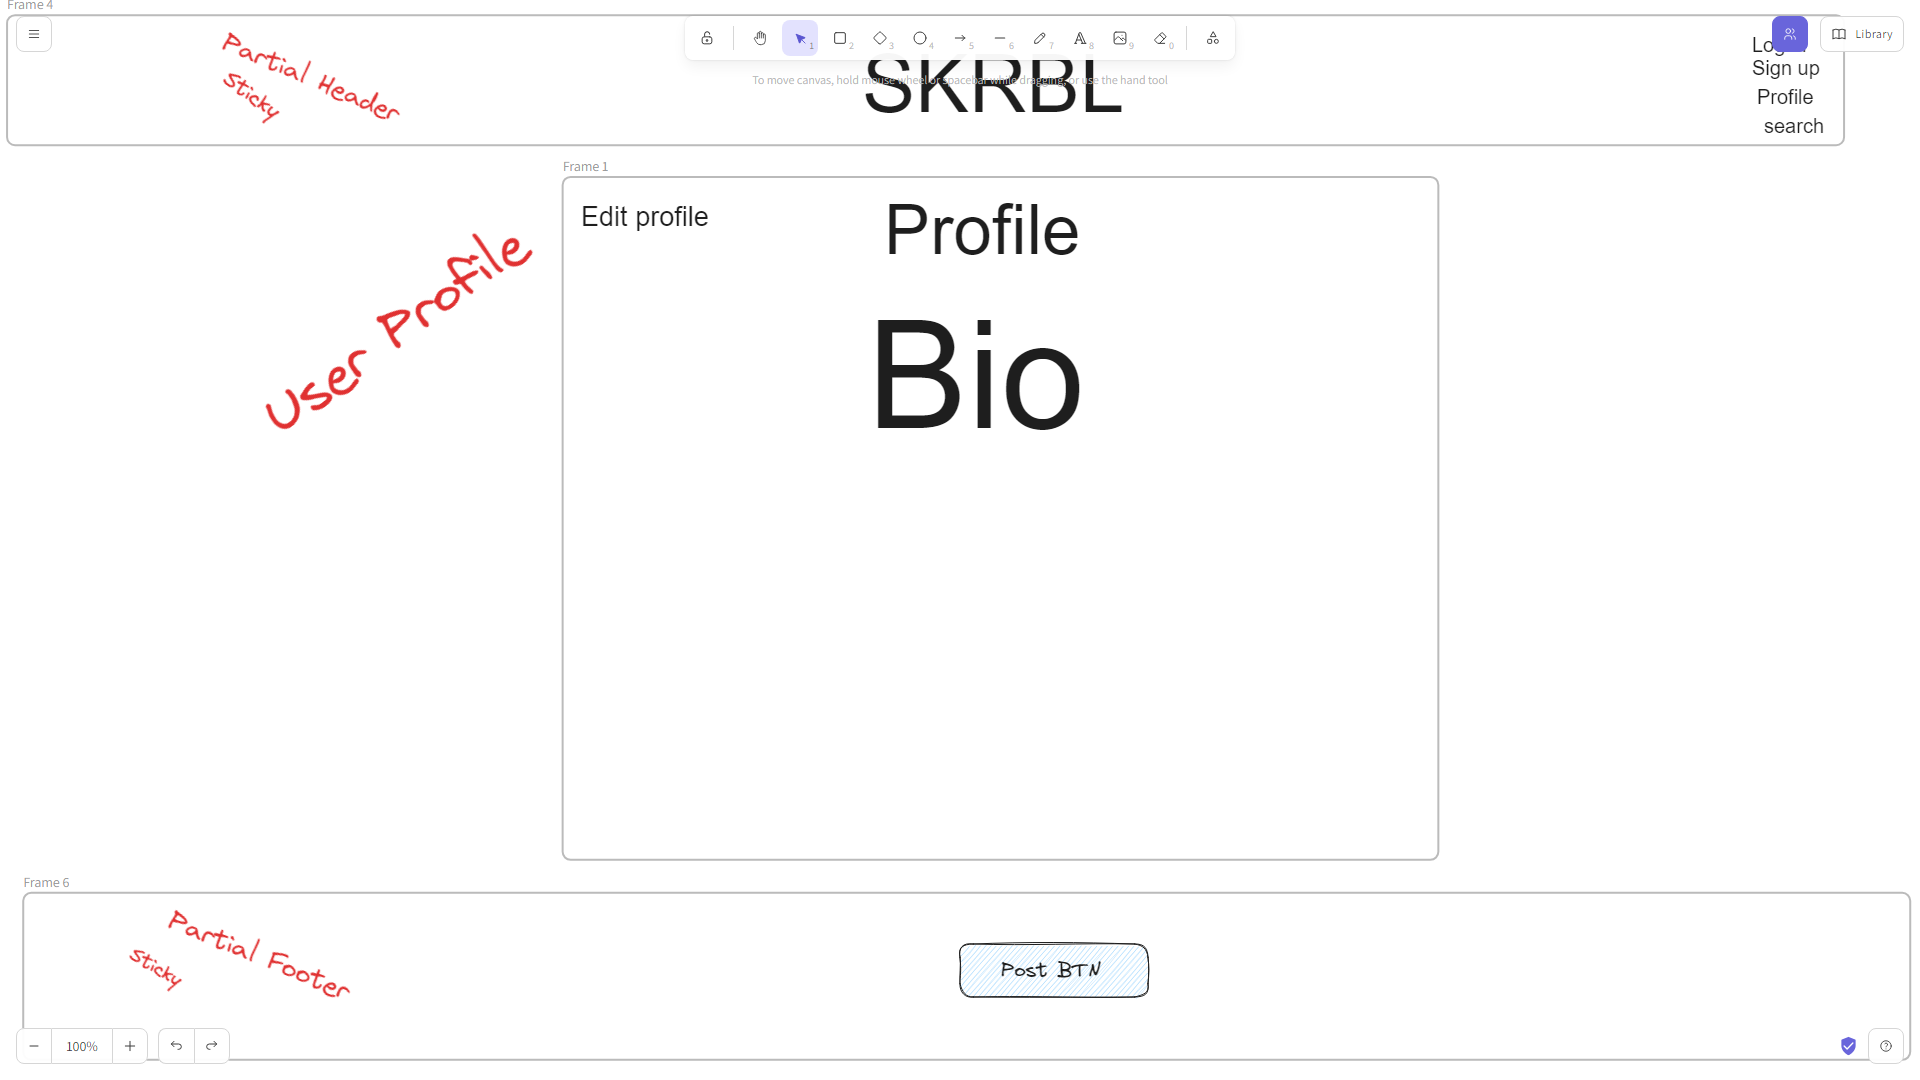 Frame 4
Partial Header
Sticky
1
2
3
4
5
6
7
8
9
0
Library
To move canvas, hold mouse wheel or spacebar while dragging, or use the hand tool
SKRBL
Sign up
Profile
search
Frame 1
Edit profile
Profile
User Profile
Bio
Frame 6
Partial Footer
Sticky
Post BTN
100%